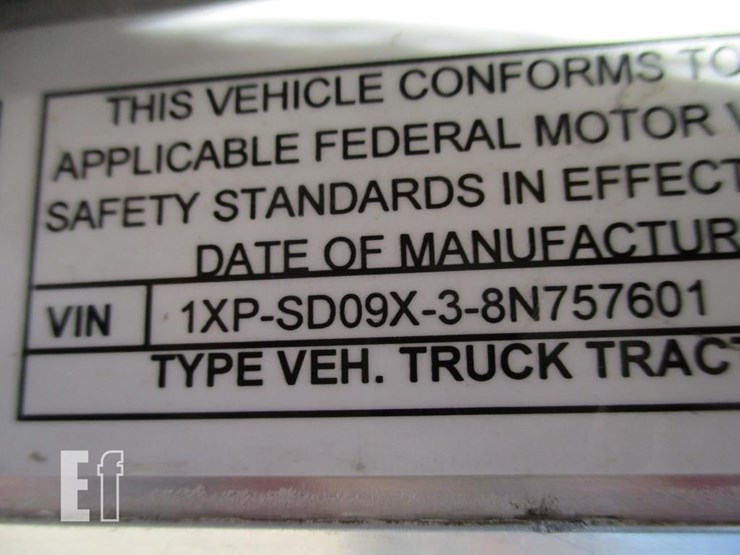 THIS VEHICLE CONFORMS TO
APPLICABLE FEDERAL MOTOR
SAFETY STANDARDS IN EFFECT
DATE OF MANUFACTUR
VIN 1XP-SD09X-3-8N757601
TYPE VEH. TRUCK TRACT
Ef